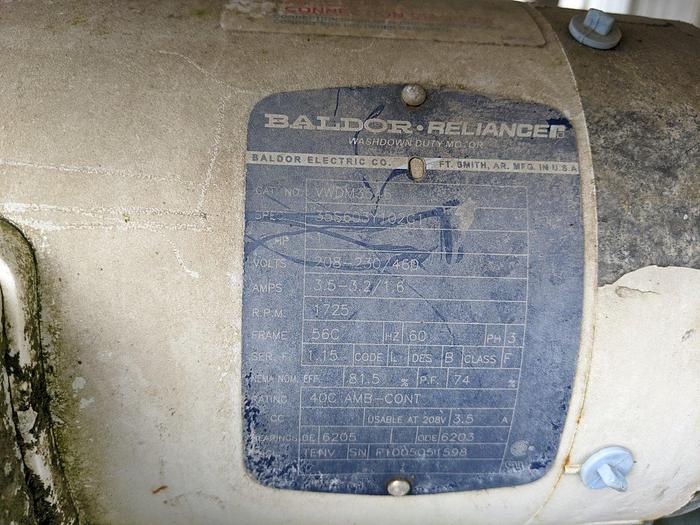 BALDOR • RELIANCER
WASHDOWN DUTY MOTOR
BALDOR ELECTRIC CO. FT. SMITH, AR. MFG. IN U.S.A
CAT. NO.
SPEC.
HP 1
VOLTS 208-230/460
AMPS 3.5-3.2/1.6
R.P.M. 1725
FRAME 56C HZ 60 PH 3
SER. F. 1.15 CODE L DES B CLASS F
NEMA NOM. EFF. 81.5 % P.F. 74 %
RATING 40C AMB-CONT
CC USABLE AT 208V 3.5 A
BEARINGS DE 6205 ODE 6203
TENV SN